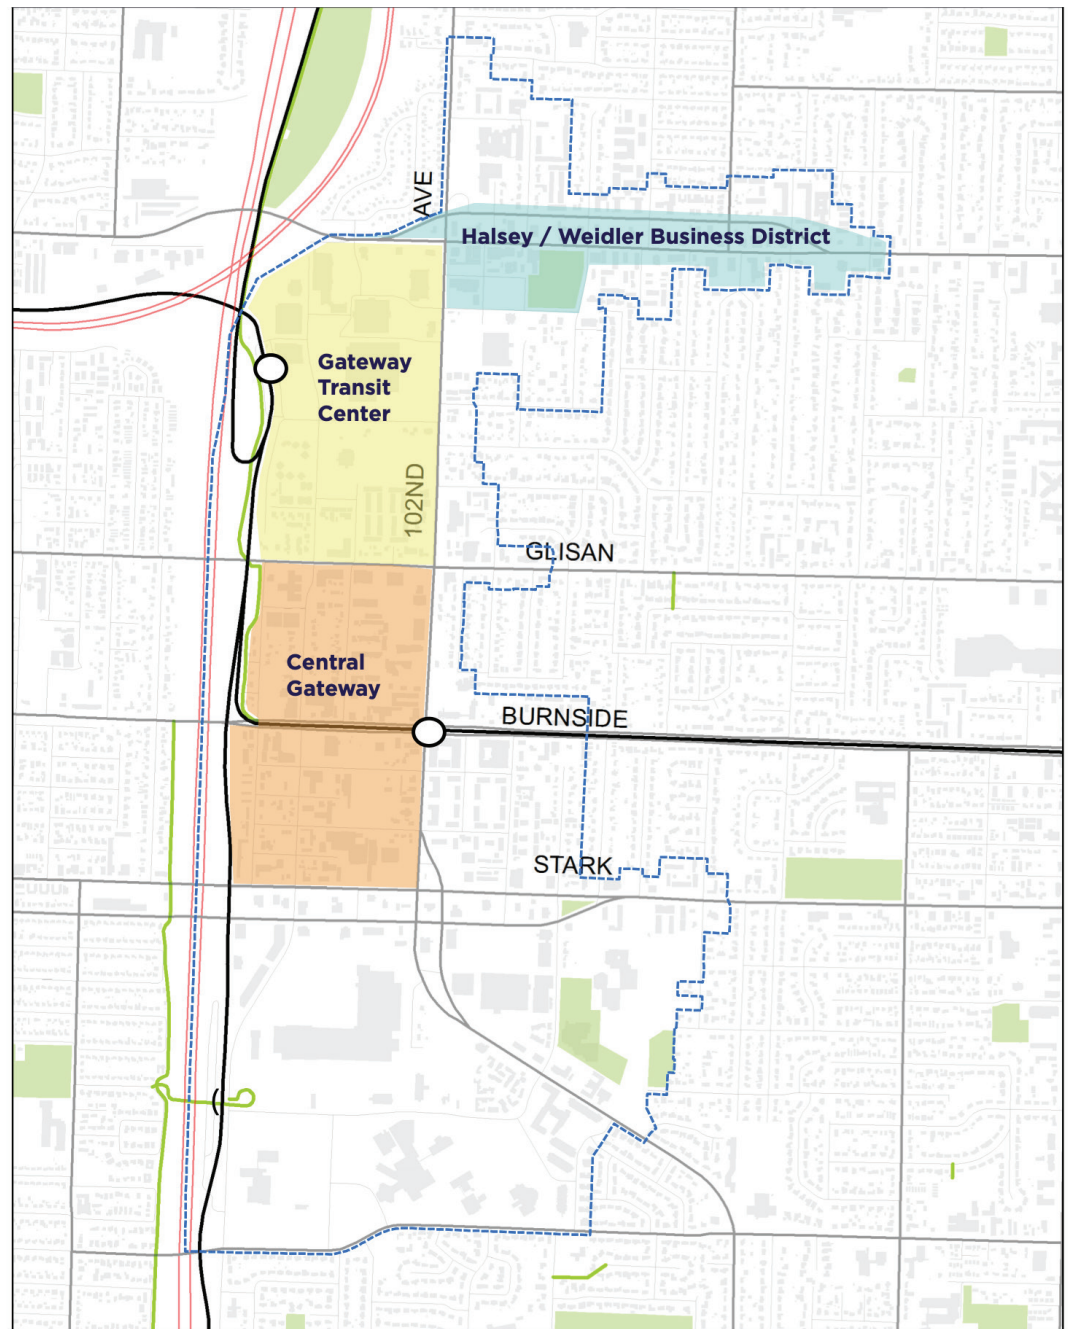 AVE
Halsey / Weidler Business District
Gateway
Transit
Center
102ND
GLISAN
Central
Gateway
BURNSIDE
STARK